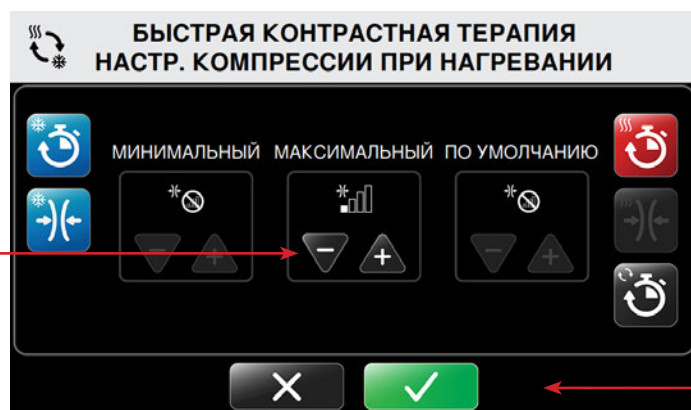 БЫСТРАЯ КОНТРАСТНАЯ ТЕРАПИЯ
НАСТР. КОМПРЕССИИ ПРИ НАГРЕВАНИИ
МИНИМАЛЬНЫЙ МАКСИМАЛЬНЫЙ ПО УМОЛЧАНИЮ